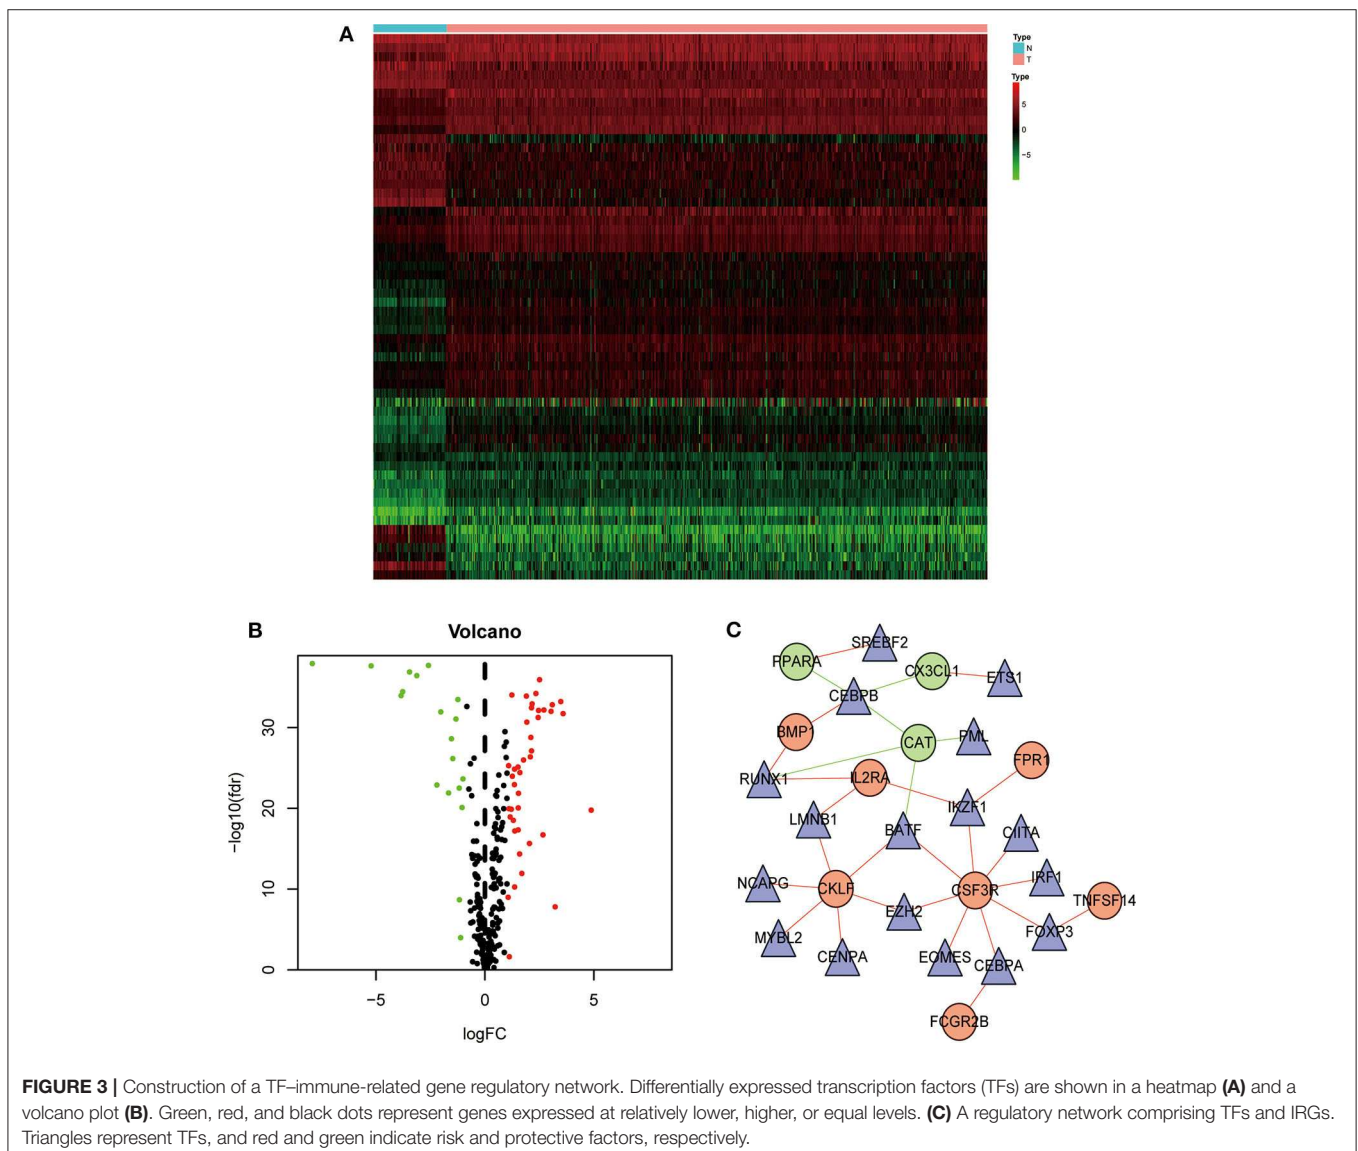 A
Type
N
T
Type
5
0
−5
B
Volcano
−log10(fdr)
30
20
10
0
−5
0
5
logFC
C
SREBF2
PPARA
CX3CL1
ETS1
CEBPB
BMP1
CAT
PML
FPR1
RUNX1
IL2RA
IKZF1
LMNB1
BATF
CIITA
NCAPG
CKLF
CSF3R
IRF1
TNFSF14
EZH2
FOXP3
MYBL2
CENPA
EOMES
CEBPA
FCGR2B
FIGURE 3 | Construction of a TF–immune-related gene regulatory network. Differentially expressed transcription factors (TFs) are shown in a heatmap (A) and a
volcano plot (B). Green, red, and black dots represent genes expressed at relatively lower, higher, or equal levels. (C) A regulatory network comprising TFs and IRGs.
Triangles represent TFs, and red and green indicate risk and protective factors, respectively.